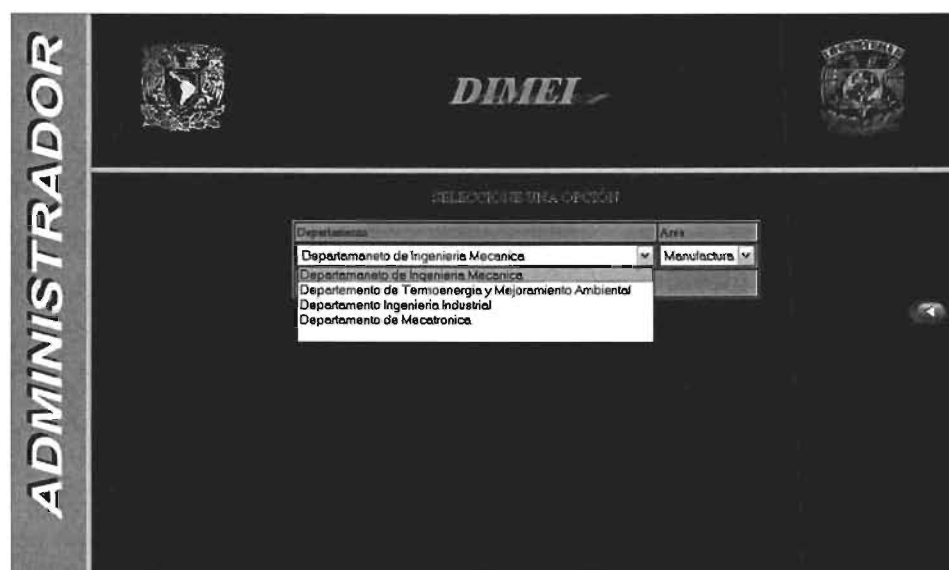 ADMINISTRADOR
DIMEI
SELECCIONE UNA OPCIÓN
Departamento Area
Departamaneto de Ingenieria Mecanica Manufactura
Departamaneto de Ingenieria Mecanica
Departemento de Termoenergia y Mejoramiento Ambiental
Departamento Ingenieria Industrial
Departamento de Mecatronica